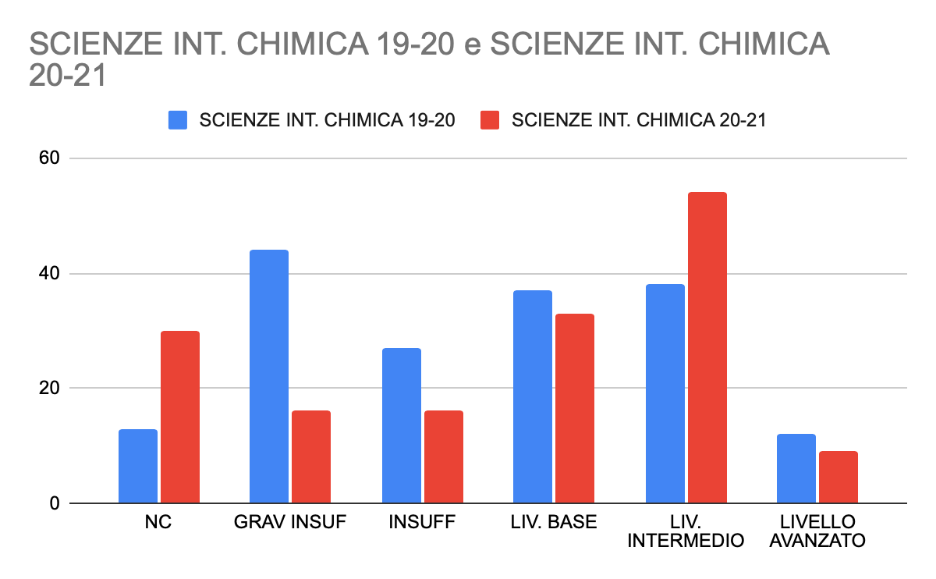 SCIENZE INT. CHIMICA 19-20 e SCIENZE INT. CHIMICA
20-21
SCIENZE INT. CHIMICA 19-20 SCIENZE INT. CHIMICA 20-21
60
40
20
0
NC GRAV INSUF INSUFF LIV. BASE LIV. LIVELLO
INTERMEDIO AVANZATO